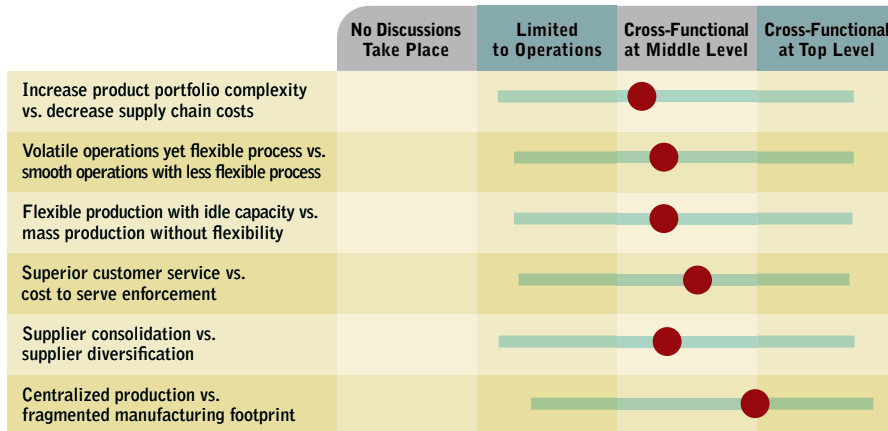 No Discussions
Take Place
Limited
to Operations
Cross-Functional
at Middle Level
Cross-Functional
at Top Level
Increase product portfolio complexity
vs. decrease supply chain costs
Volatile operations yet flexible process vs.
smooth operations with less flexible process
Flexible production with idle capacity vs.
mass production without flexibility
Superior customer service vs.
cost to serve enforcement
Supplier consolidation vs.
supplier diversification
Centralized production vs.
fragmented manufacturing footprint